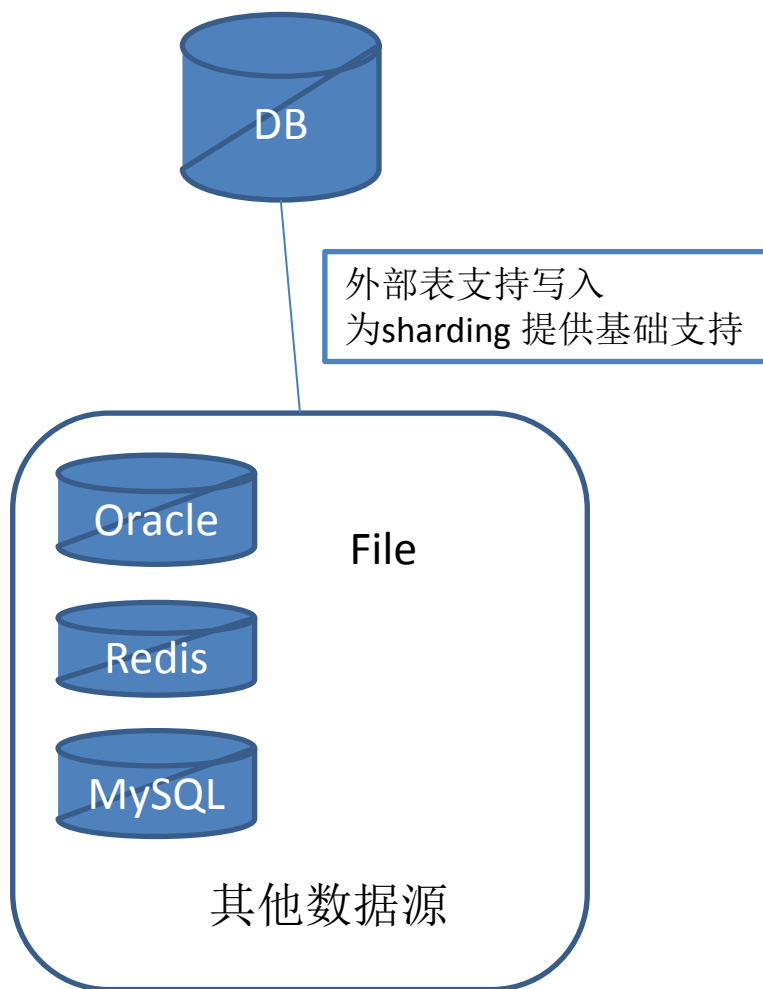 DB
外部表支持写入
为sharding 提供基础支持
Oracle
File
Redis
MySQL
其他数据源